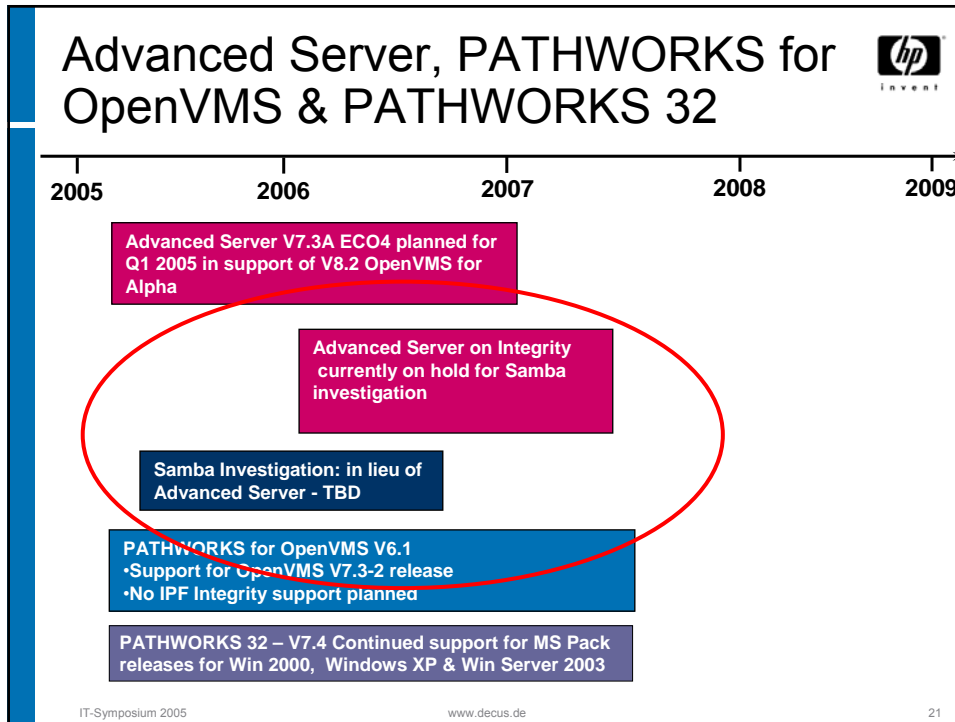 Advanced Server, PATHWORKS for
OpenVMS & PATHWORKS 32
hp
invent
2005 2006 2007 2008 2009
Advanced Server V7.3A ECO4 planned for
Q1 2005 in support of V8.2 OpenVMS for
Alpha
Advanced Server on Integrity
currently on hold for Samba
investigation
Samba Investigation: in lieu of
Advanced Server - TBD
PATHWORKS for OpenVMS V6.1
•Support for OpenVMS V7.3-2 release
•No IPF Integrity support planned
PATHWORKS 32 – V7.4 Continued support for MS Pack
releases for Win 2000, Windows XP & Win Server 2003
IT-Symposium 2005 www.decus.de 21